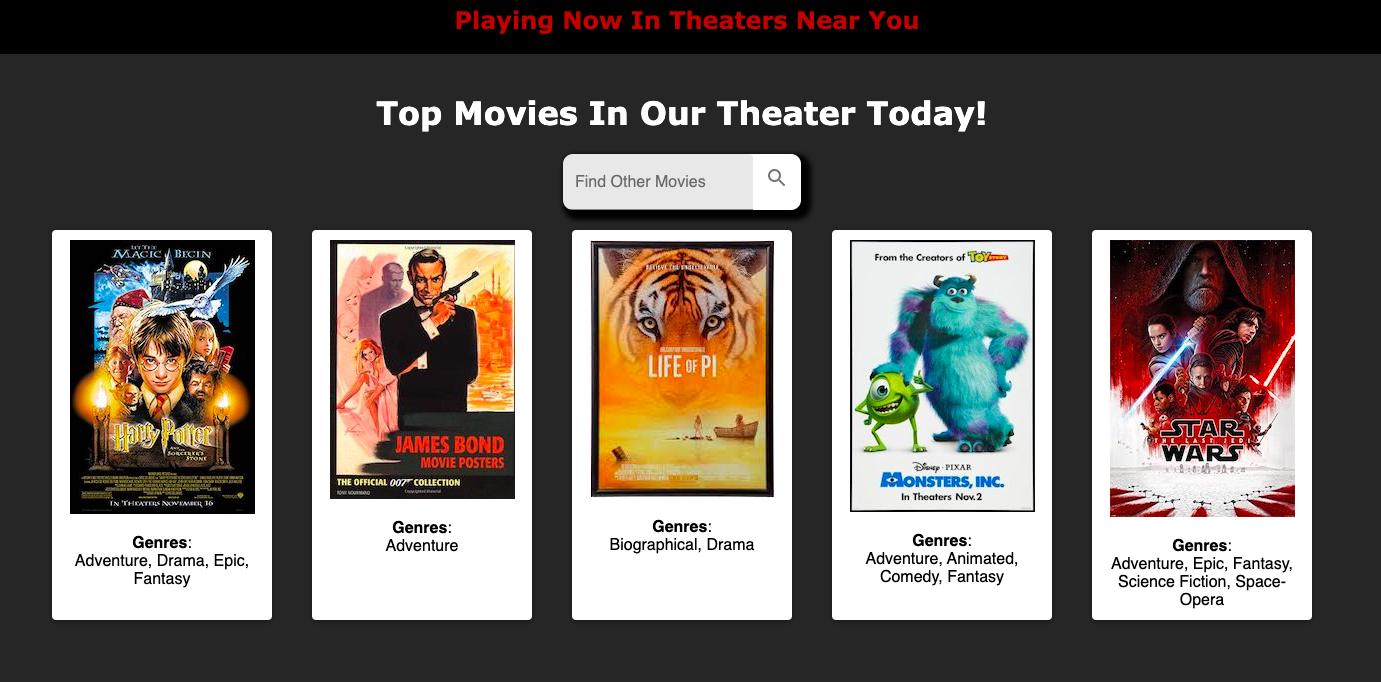 Playing Now In Theaters Near You
Top Movies In Our Theater Today!
Find Other Movies
LET THE
MAGIC BEGIN
Harry Potter
AND THE
SORCERER'S
STONE
IN THEATERS NOVEMBER 16
Genres:
Adventure, Drama, Epic,
Fantasy
JAMES BOND
MOVIE POSTERS
THE OFFICIAL 007 COLLECTION
TONY NOURMAND
Copyrighted Material
Genres:
Adventure
BELIEVE THE UNBELIEVABLE
LIFE OF PI
Genres:
Biographical, Drama
From the Creators of TOY STORY
Disney · PIXAR
MONSTERS, INC.
In Theaters Nov.2
Genres:
Adventure, Animated,
Comedy, Fantasy
STAR
THE LAST JEDI
WARS
Genres:
Adventure, Epic, Fantasy,
Science Fiction, Space-
Opera